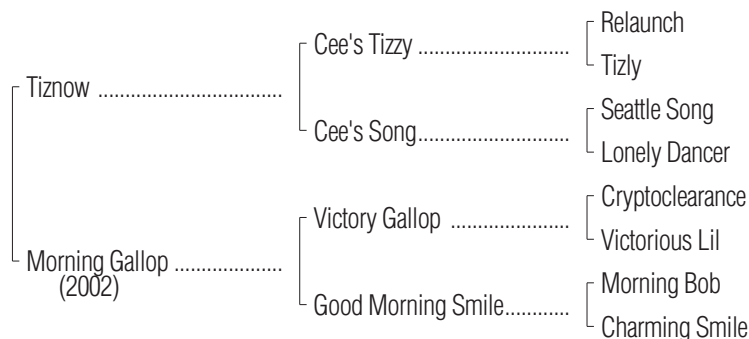 Relaunch
Cee's Tizzy ..................................
Tizly
Tiznow ..................................
Seattle Song
Cee's Song..................................
Lonely Dancer
Cryptoclearance
Victory Gallop ..........................
Victorious Lil
Morning Gallop ....................
(2002)
Morning Bob
Good Morning Smile............
Charming Smile